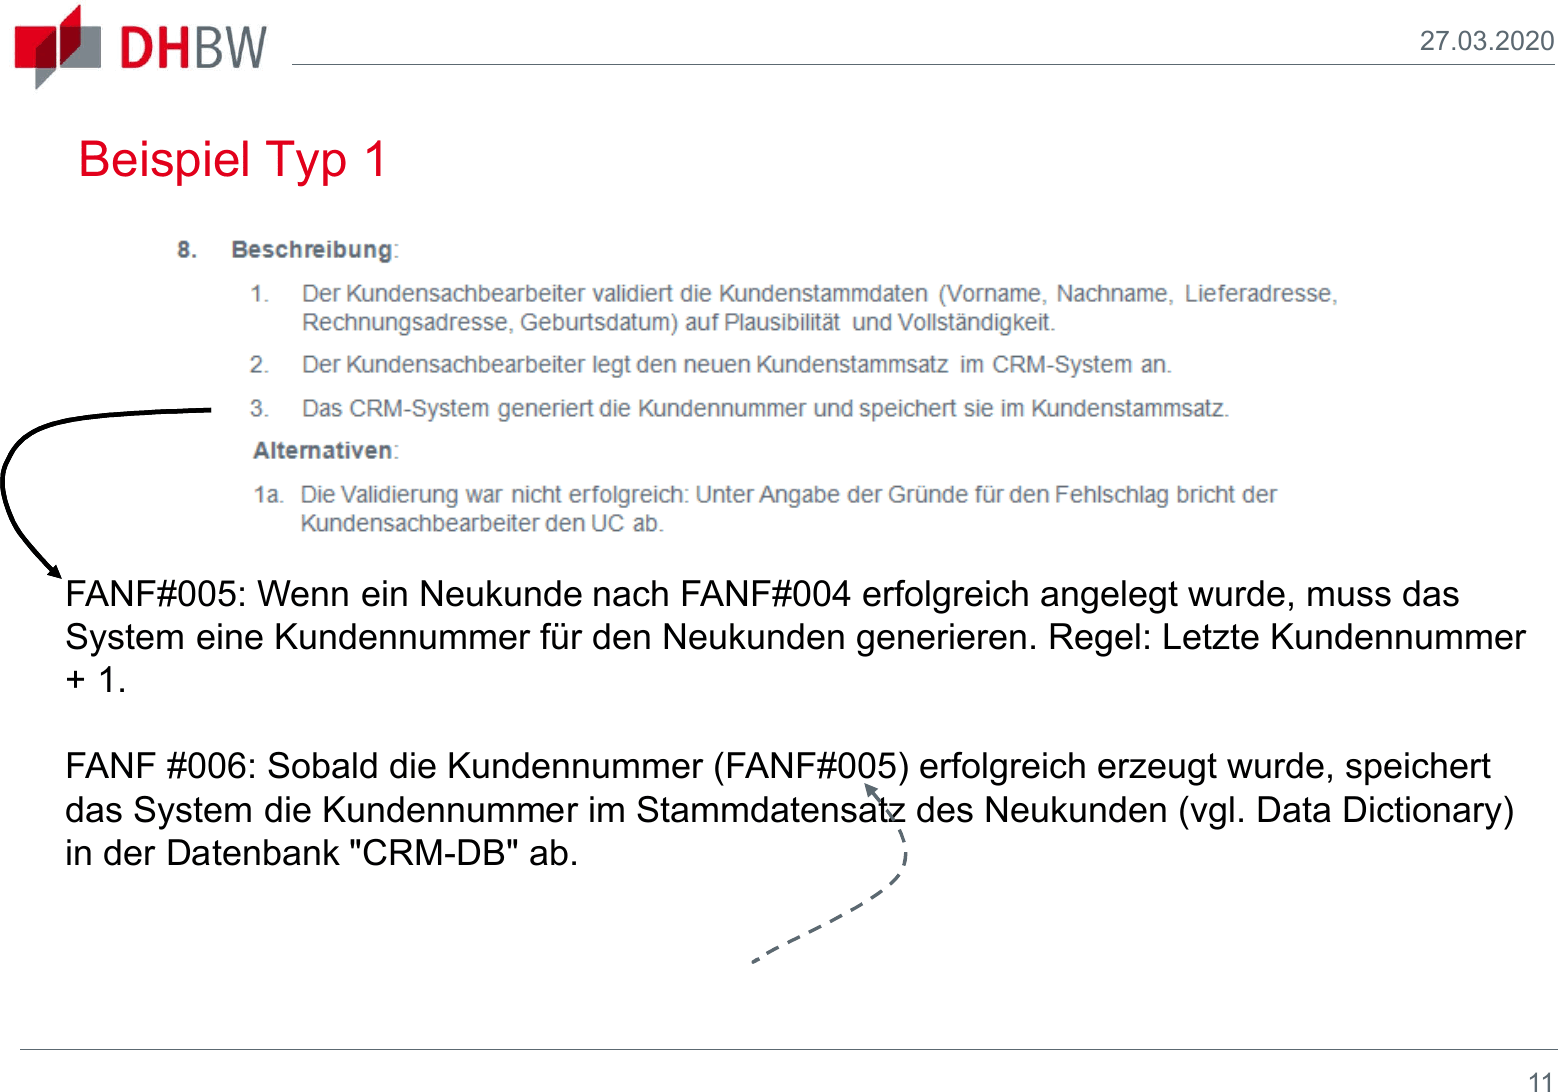 DHBW
27.03.2020
Beispiel Typ 1
8. Beschreibung:
1. Der Kundensachbearbeiter validiert die Kundenstammdaten (Vorname, Nachname, Lieferadresse,
Rechnungsadresse, Geburtsdatum) auf Plausibilität und Vollständigkeit.
2. Der Kundensachbearbeiter legt den neuen Kundenstammsatz im CRM-System an.
3. Das CRM-System generiert die Kundennummer und speichert sie im Kundenstammsatz.
Alternativen:
1a. Die Validierung war nicht erfolgreich: Unter Angabe der Gründe für den Fehlschlag bricht der
Kundensachbearbeiter den UC ab.
FANF#005: Wenn ein Neukunde nach FANF#004 erfolgreich angelegt wurde, muss das
System eine Kundennummer für den Neukunden generieren. Regel: Letzte Kundennummer
+ 1.
FANF #006: Sobald die Kundennummer (FANF#005) erfolgreich erzeugt wurde, speichert
das System die Kundennummer im Stammdatensatz des Neukunden (vgl. Data Dictionary)
in der Datenbank "CRM-DB" ab.
11